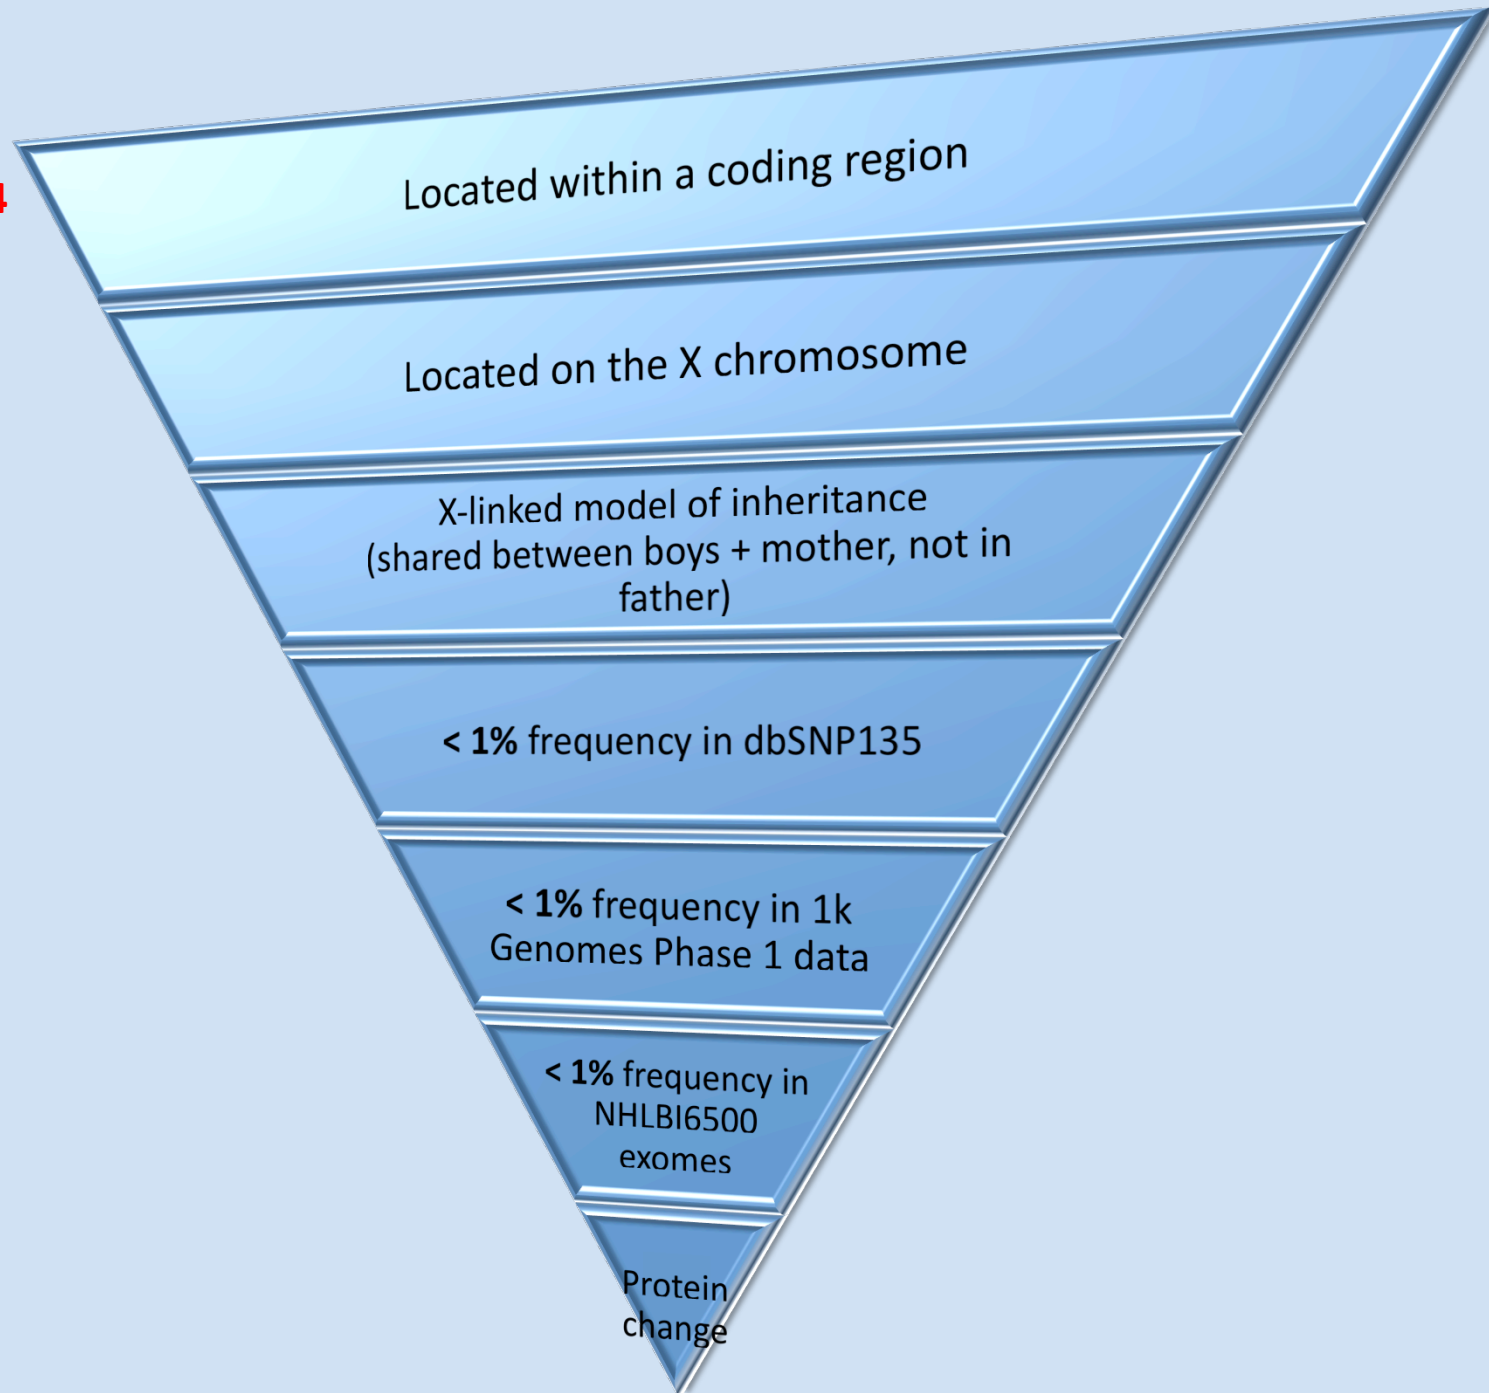 Located within a coding region
4
Located on the X chromosome
X-linked model of inheritance
(shared between boys + mother, not in
father)
< 1% frequency in dbSNP135
< 1% frequency in 1k
Genomes Phase 1 data
< 1% frequency in
NHLBI6500
exomes
Protein
change